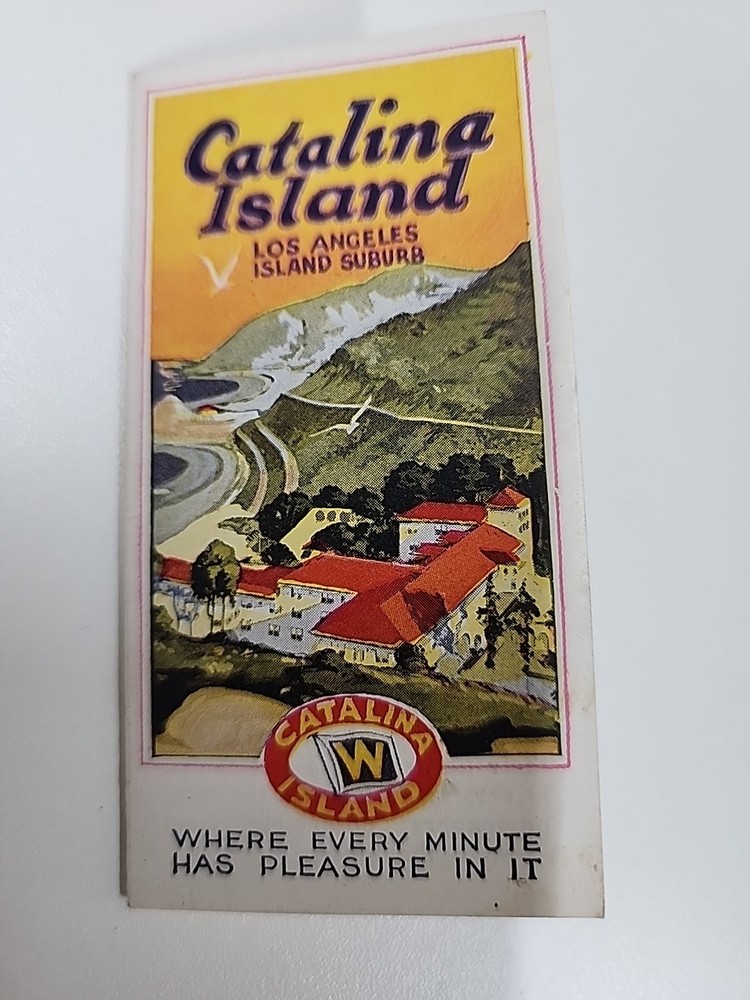 Catalina
Island
LOS ANGELES
ISLAND SUBURB
CATALINA
W
ISLAND
WHERE EVERY MINUTE
HAS PLEASURE IN IT